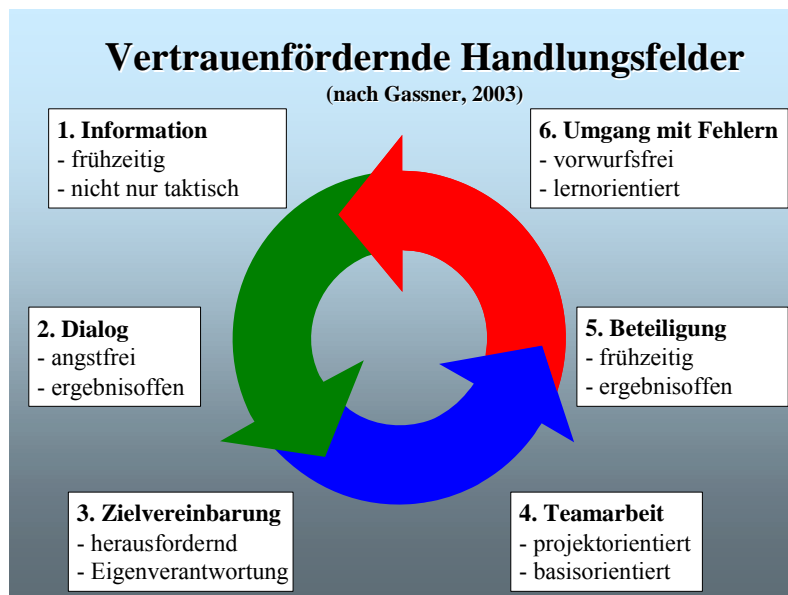 Vertrauenfördernde Handlungsfelder
(nach Gassner, 2003)
1. Information
- frühzeitig
- nicht nur taktisch
2. Dialog
- angstfrei
- ergebnisoffen
3. Zielvereinbarung
- herausfordernd
- Eigenverantwortung
4. Teamarbeit
- projektorientiert
- basisorientiert
5. Beteiligung
- frühzeitig
- ergebnisoffen
6. Umgang mit Fehlern
- vorwurfsfrei
- lernorientiert